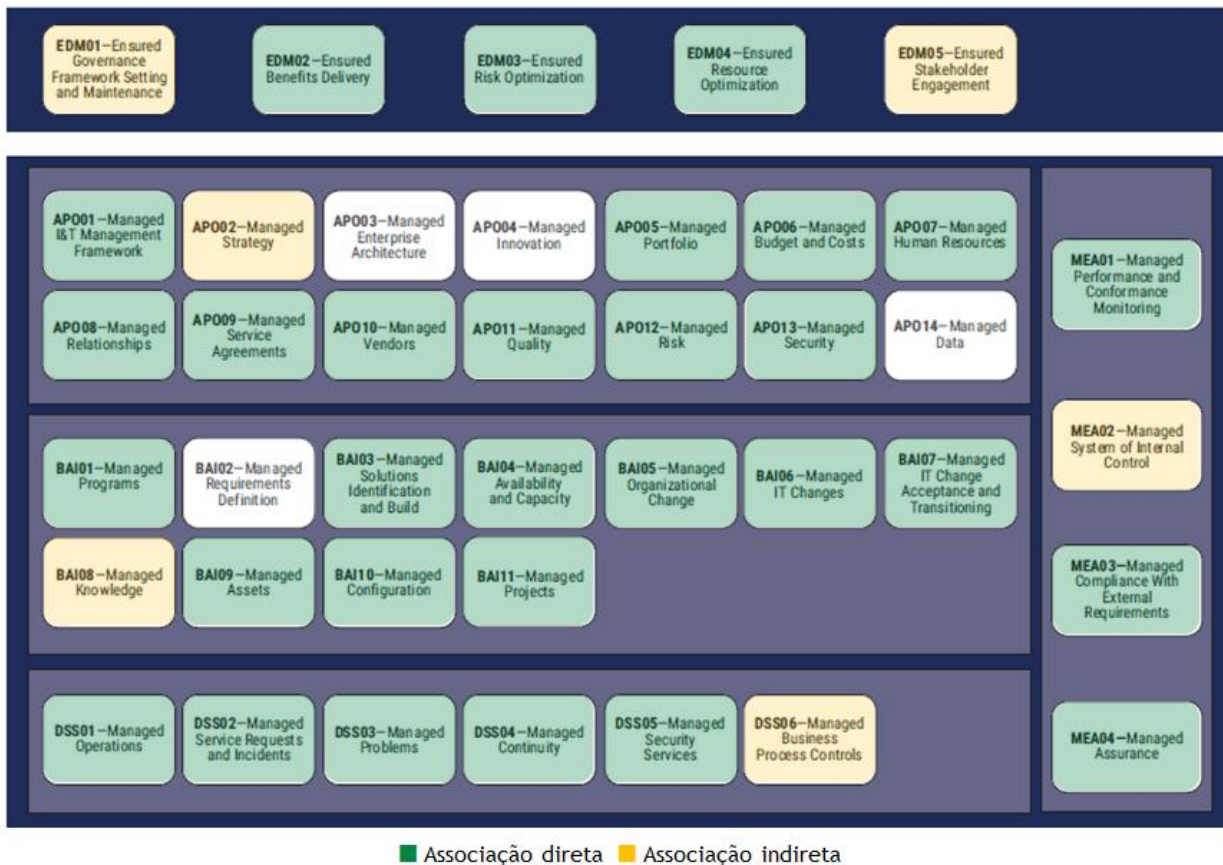 EDM01—Ensured
Governance
Framework Setting
and Maintenance
EDM02—Ensured
Benefits Delivery
EDM03—Ensured
Risk Optimization
EDM04—Ensured
Resource
Optimization
EDM05—Ensured
Stakeholder
Engagement
APO01—Managed
I&T Management
Framework
APO02—Managed
Strategy
APO03—Managed
Enterprise
Architecture
APO04—Managed
Innovation
APO05—Managed
Portfolio
APO06—Managed
Budget and Costs
APO07—Managed
Human Resources
APO08—Managed
Relationships
APO09—Managed
Service
Agreements
APO10—Managed
Vendors
APO11—Managed
Quality
APO12—Managed
Risk
APO13—Managed
Security
APO14—Managed
Data
BAI01—Managed
Programs
BAI02—Managed
Requirements
Definition
BAI03—Managed
Solutions
Identification
and Build
BAI04—Managed
Availability
and Capacity
BAI05—Managed
Organizational
Change
BAI06—Managed
IT Changes
BAI07—Managed
IT Change
Acceptance and
Transitioning
BAI08—Managed
Knowledge
BAI09—Managed
Assets
BAI10—Managed
Configuration
BAI11—Managed
Projects
DSS01—Managed
Operations
DSS02—Managed
Service Requests
and Incidents
DSS03—Managed
Problems
DSS04—Managed
Continuity
DSS05—Managed
Security
Services
DSS06—Managed
Business
Process Controls
MEA01—Managed
Performance and
Conformance
Monitoring
MEA02—Managed
System of Internal
Control
MEA03—Managed
Compliance With
External
Requirements
MEA04—Managed
Assurance
Associação direta
Associação indireta